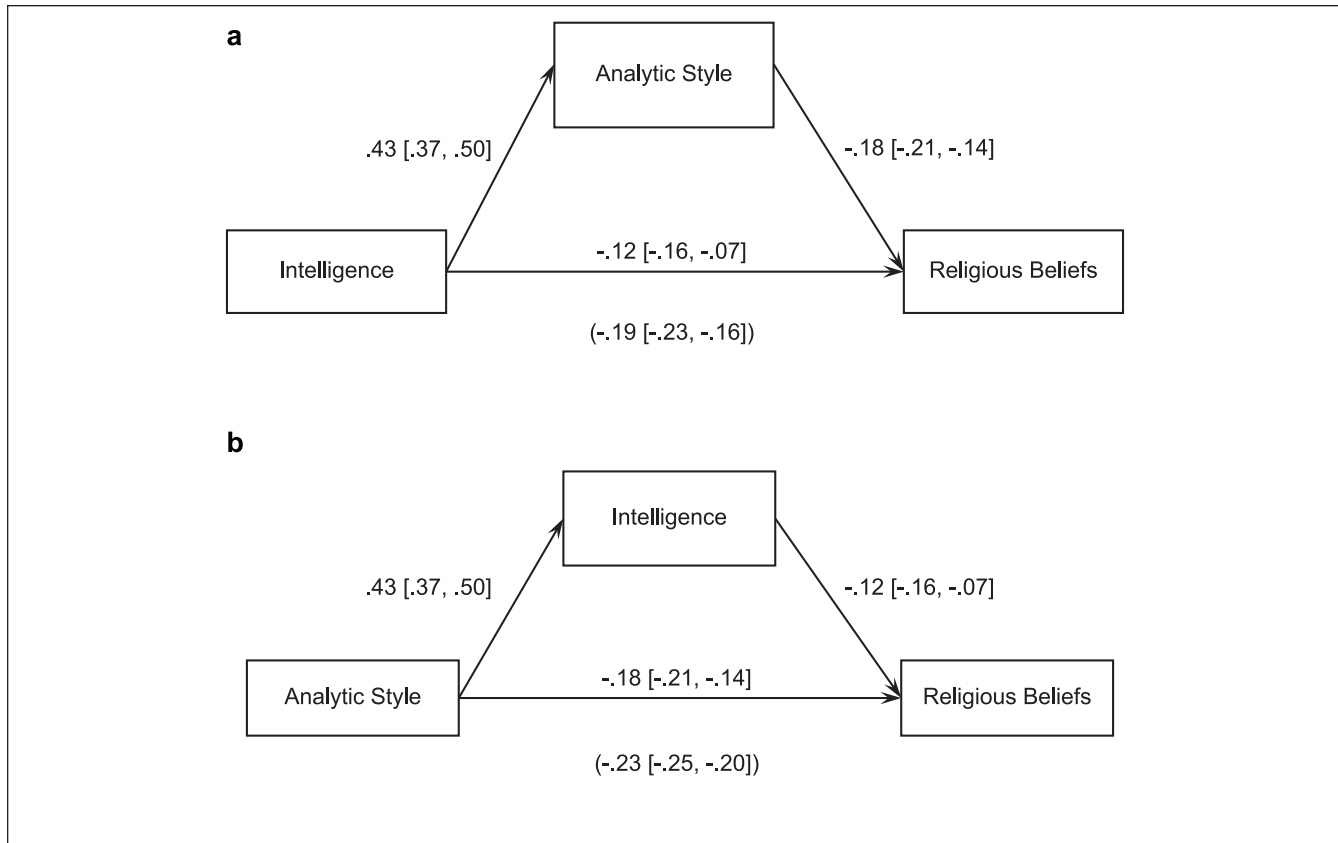 a
Analytic Style
.43 [.37, .50]
-.18 [-.21, -.14]
-.12 [-.16, -.07]
Intelligence
Religious Beliefs
(-.19 [-.23, -.16])
b
Intelligence
.43 [.37, .50]
-.12 [-.16, -.07]
-.18 [-.21, -.14]
Analytic Style
Religious Beliefs
(-.23 [-.25, -.20])